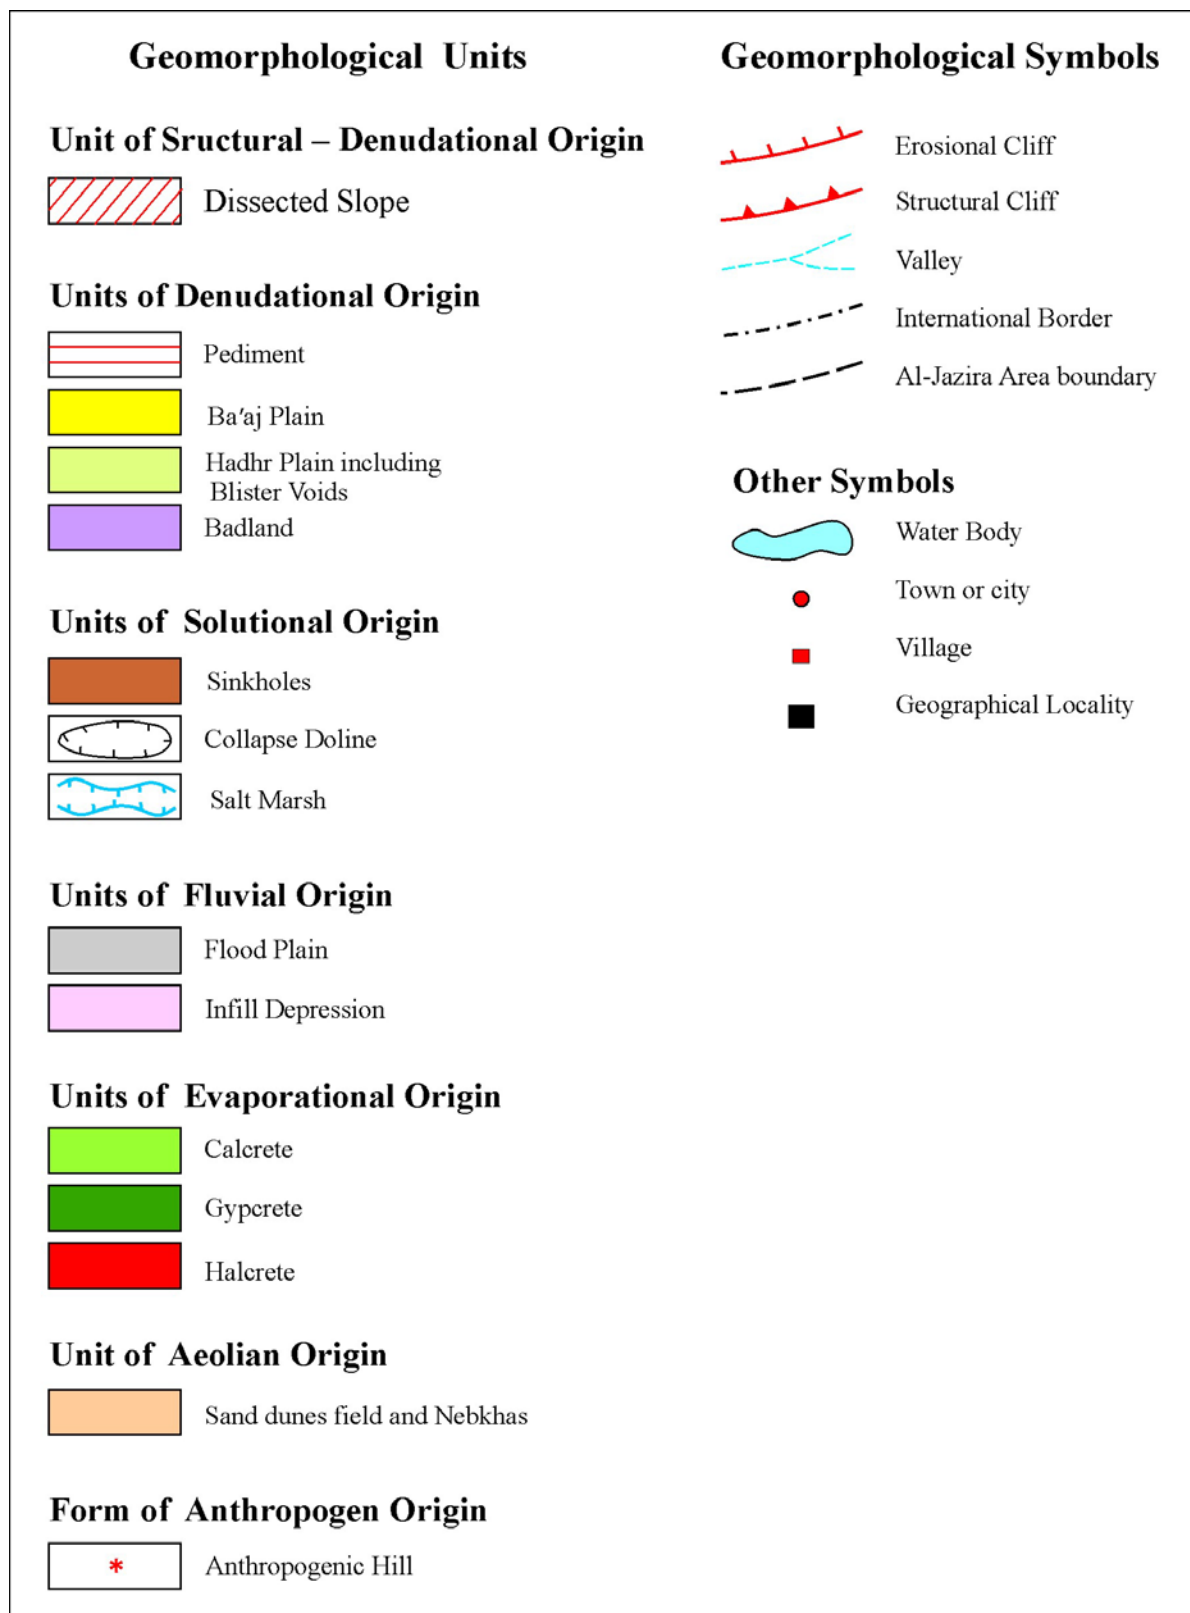 Geomorphological Units
Unit of Sructural – Denudational Origin
Dissected Slope
Units of Denudational Origin
Pediment
Ba'aj Plain
Hadhr Plain including
Blister Voids
Badland
Units of Solutional Origin
Sinkholes
Collapse Doline
Salt Marsh
Units of Fluvial Origin
Flood Plain
Infill Depression
Units of Evaporational Origin
Calcrete
Gypcrete
Halcrete
Unit of Aeolian Origin
Sand dunes field and Nebkhas
Form of Anthropogen Origin
Anthropogenic Hill
Geomorphological Symbols
Erosional Cliff
Structural Cliff
Valley
International Border
Al-Jazira Area boundary
Other Symbols
Water Body
Town or city
Village
Geographical Locality